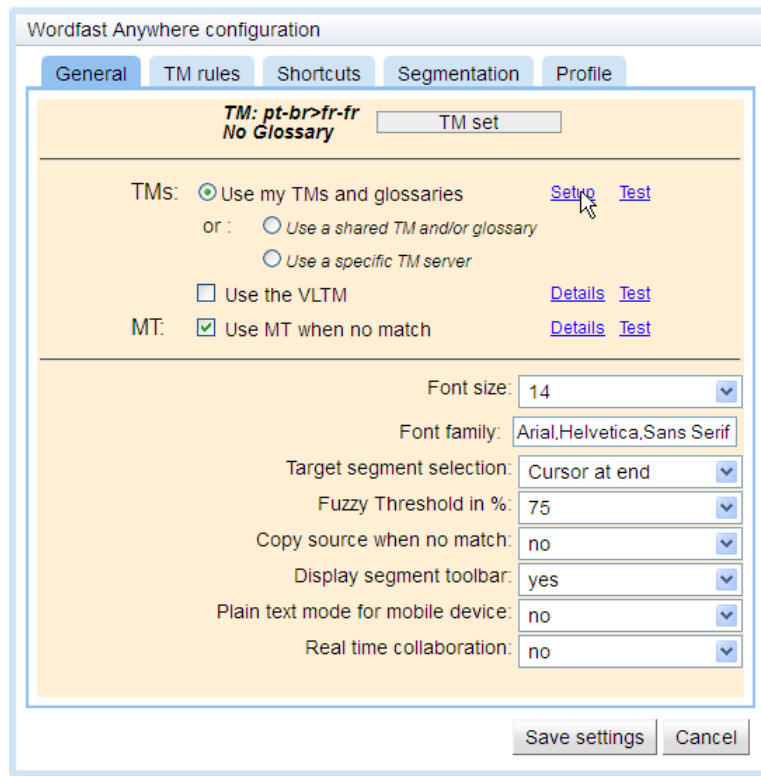 Wordfast Anywhere configuration
General TM rules Shortcuts Segmentation Profile
TM: pt-br>fr-fr
No Glossary
TM set
TMs: Use my TMs and glossaries Setup Test
or : Use a shared TM and/or glossary
Use a specific TM server
Use the VLTM Details Test
MT: Use MT when no match Details Test
Font size: 14
Font family: Arial,Helvetica,Sans Serif
Target segment selection: Cursor at end
Fuzzy Threshold in %: 75
Copy source when no match: no
Display segment toolbar: yes
Plain text mode for mobile device: no
Real time collaboration: no
Save settings Cancel